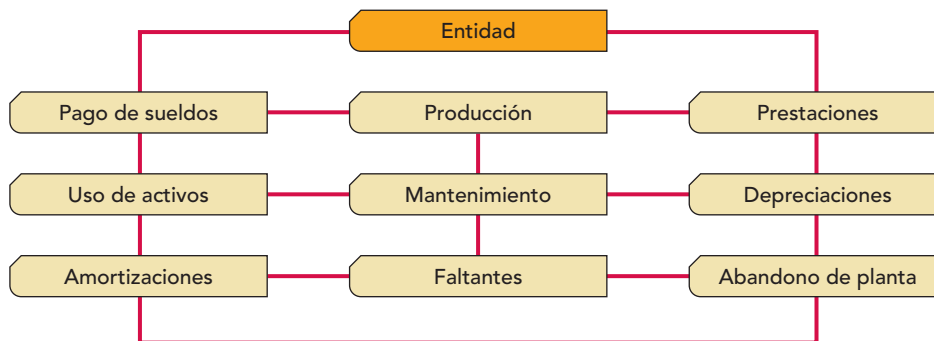 Entidad
Pago de sueldos
Producción
Prestaciones
Uso de activos
Mantenimiento
Depreciaciones
Amortizaciones
Faltantes
Abandono de planta